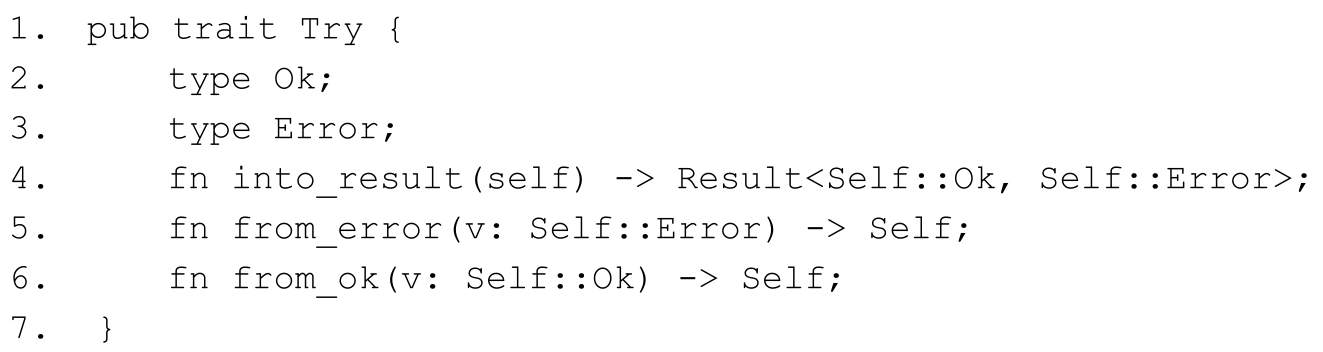 1. pub trait Try {
2.     type Ok;
3.     type Error;
4.     fn into_result(self) -> Result<Self::Ok, Self::Error>;
5.     fn from_error(v: Self::Error) -> Self;
6.     fn from_ok(v: Self::Ok) -> Self;
7. }